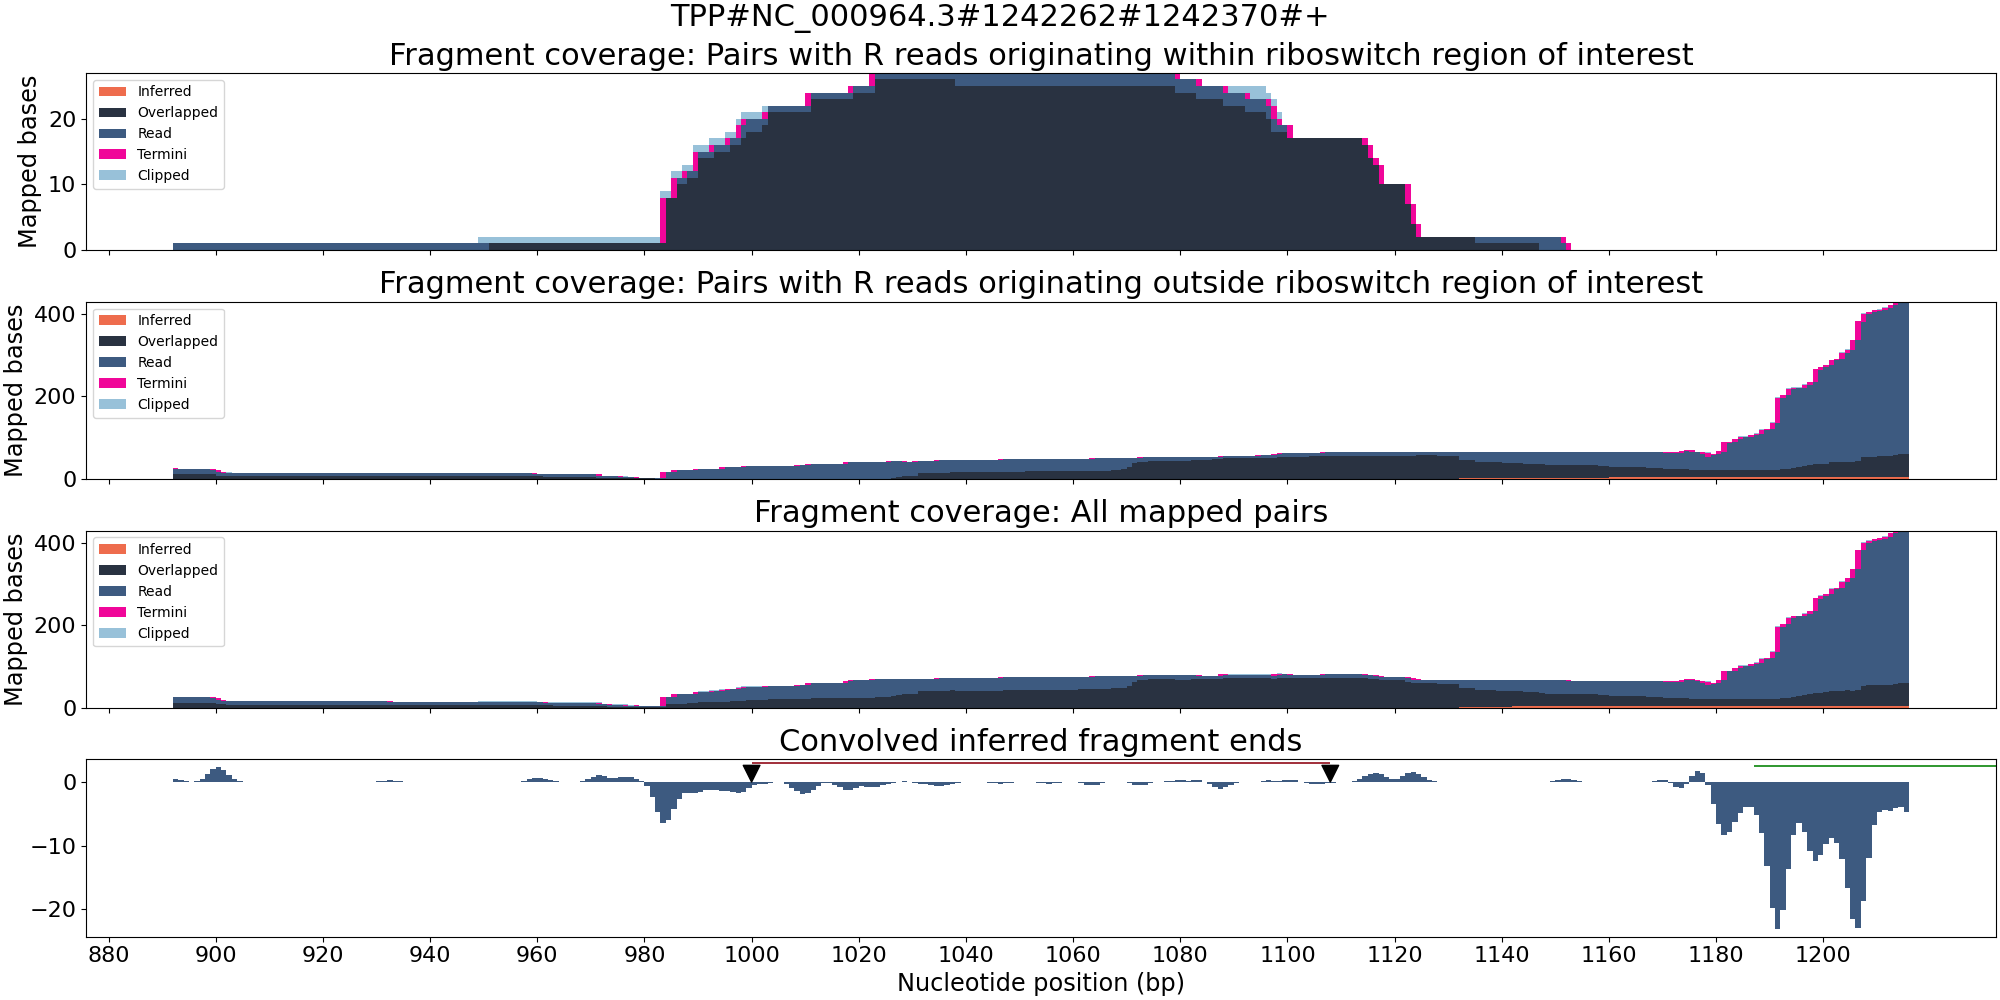 TPP#NC_000964.3#1242262#1242370#+
Fragment coverage: Pairs with R reads originating within riboswitch region of interest
Mapped bases
20
10
0
Inferred
Overlapped
Read
Termini
Clipped
Fragment coverage: Pairs with R reads originating outside riboswitch region of interest
Mapped bases
400
200
0
Inferred
Overlapped
Read
Termini
Clipped
Fragment coverage: All mapped pairs
Mapped bases
400
200
0
Inferred
Overlapped
Read
Termini
Clipped
Convolved inferred fragment ends
0
−10
−20
880 900 920 940 960 980 1000 1020 1040 1060 1080 1100 1120 1140 1160 1180 1200
Nucleotide position (bp)